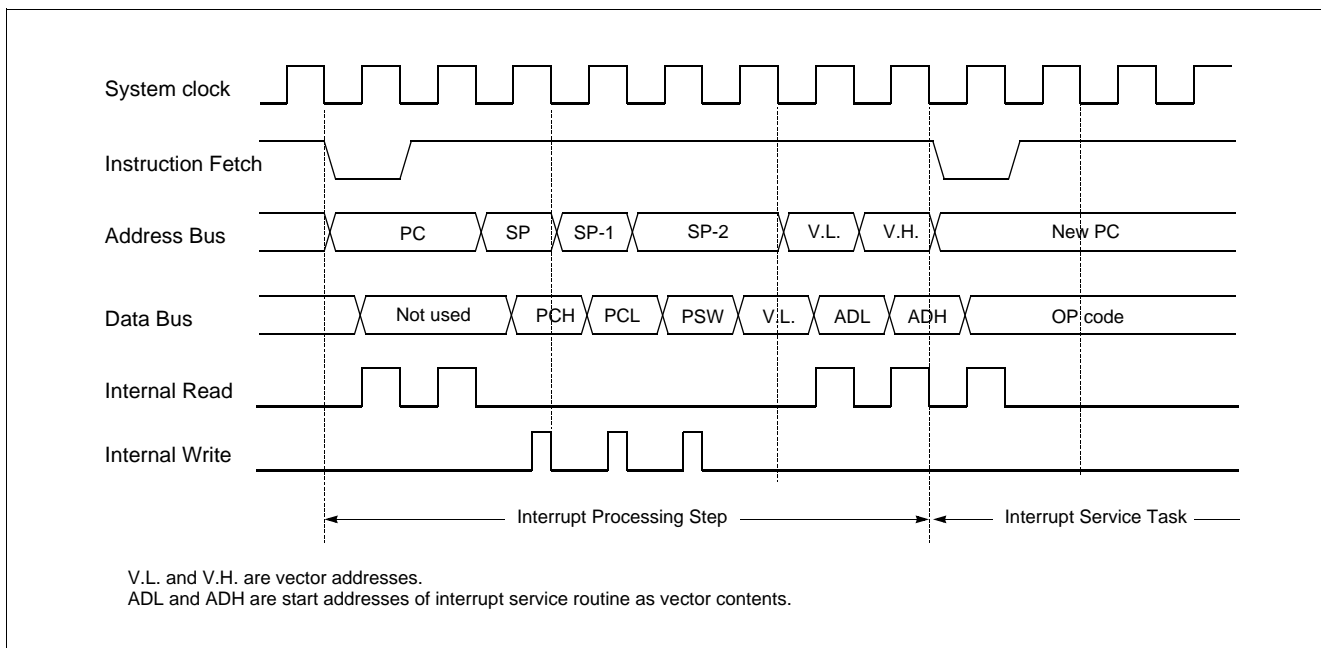 System clock
Instruction Fetch
Address Bus PC SP SP-1 SP-2 V.L. V.H. New PC
Data Bus Not used PCH PCL PSW V.L. ADL ADH OP code
Internal Read
Internal Write
Interrupt Processing Step Interrupt Service Task
V.L. and V.H. are vector addresses.
ADL and ADH are start addresses of interrupt service routine as vector contents.